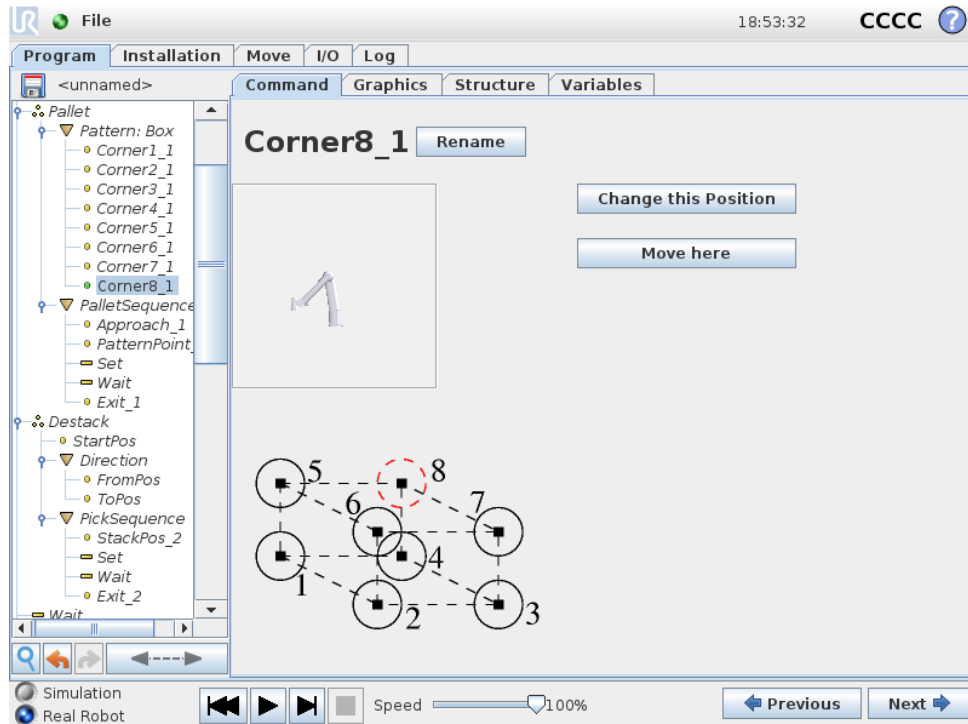 UR File 18:53:32 CCCC ?
Program Installation Move I/O Log
<unnamed>
Command Graphics Structure Variables
Pallet
Pattern: Box
Corner1_1
Corner2_1
Corner3_1
Corner4_1
Corner5_1
Corner6_1
Corner7_1
Corner8_1
PalletSequence
Approach_1
PatternPoint_
Set
Wait
Exit_1
Destack
StartPos
Direction
FromPos
ToPos
PickSequence
StackPos_2
Set
Wait
Exit_2
Wait
Corner8_1 Rename
Change this Position
Move here
5 8
6 7
4
1 2 3
Simulation
Real Robot
Speed 100%
Previous Next